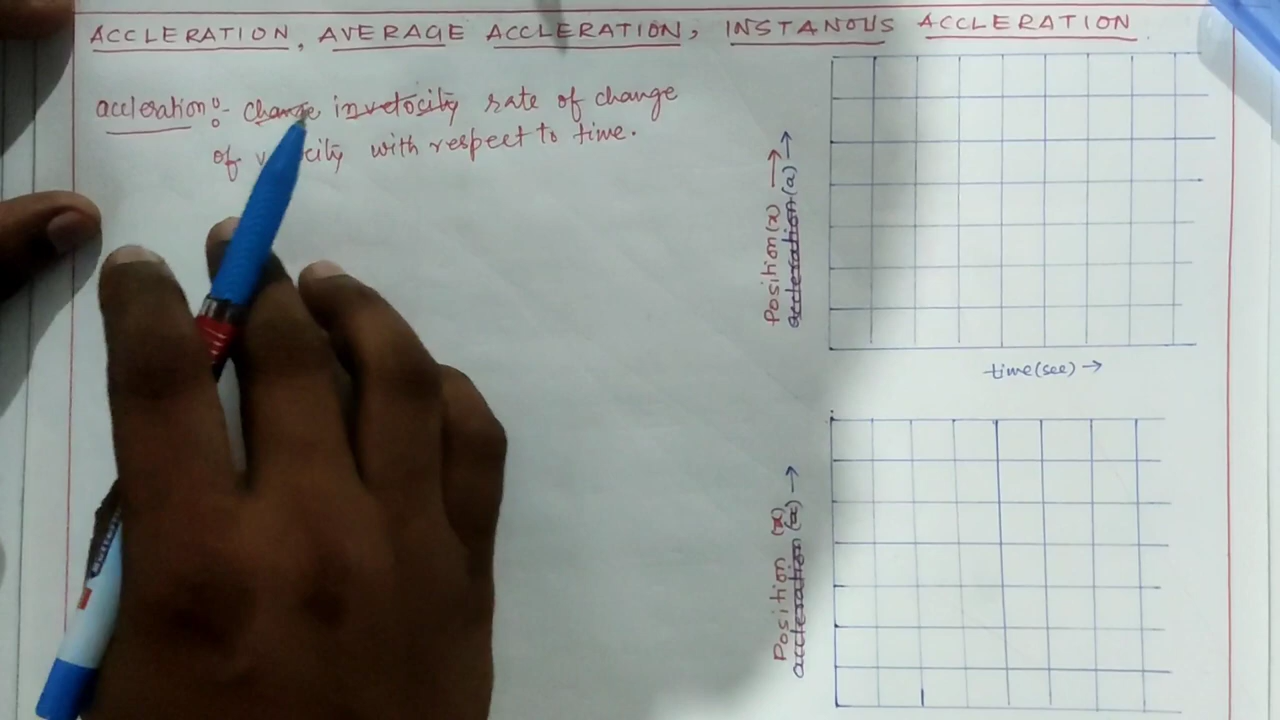 ACCLERATION, AVERAGE ACCLERATION, INSTANOUS ACCLERATION.
accleration:- change in velocity rate of change
of velocity with respect to time.
Position(x) →
accleration(a) →
time(see) →
Position (x)
accleration (a) →